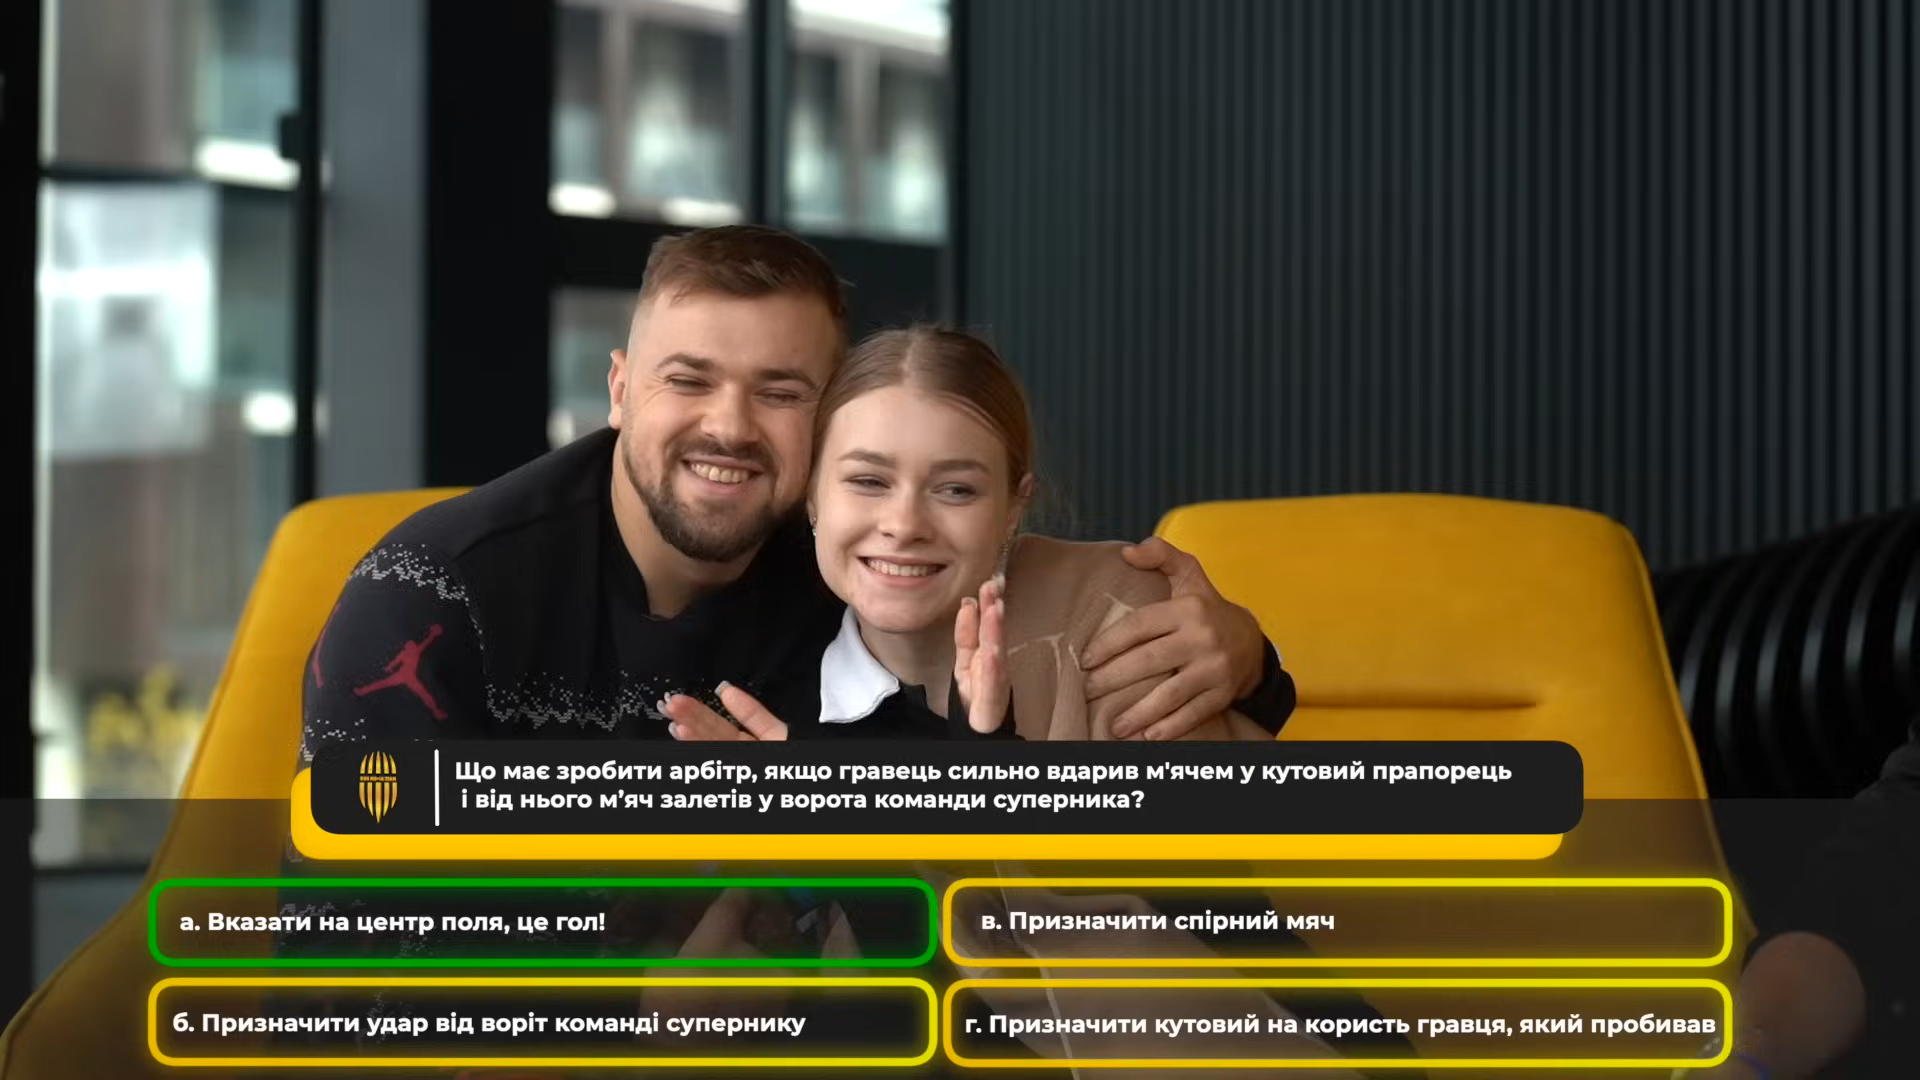 Що має зробити арбітр, якщо гравець сильно вдарив м'ячем у кутовий прапорець
і від нього м’яч залетів у ворота команди суперника?
а. Вказати на центр поля, це гол!
в. Призначити спірний мяч
б. Призначити удар від воріт команді супернику
г. Призначити кутовий на користь гравця, який пробивав